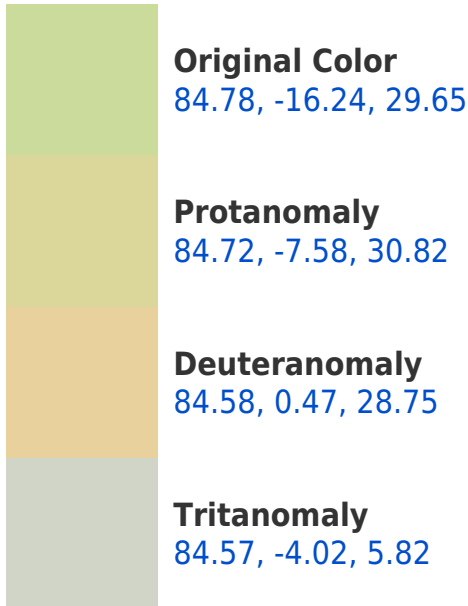 Original Color
84.78, -16.24, 29.65
Protanomaly
84.72, -7.58, 30.82
Deuteranomaly
84.58, 0.47, 28.75
Tritanomaly
84.57, -4.02, 5.82